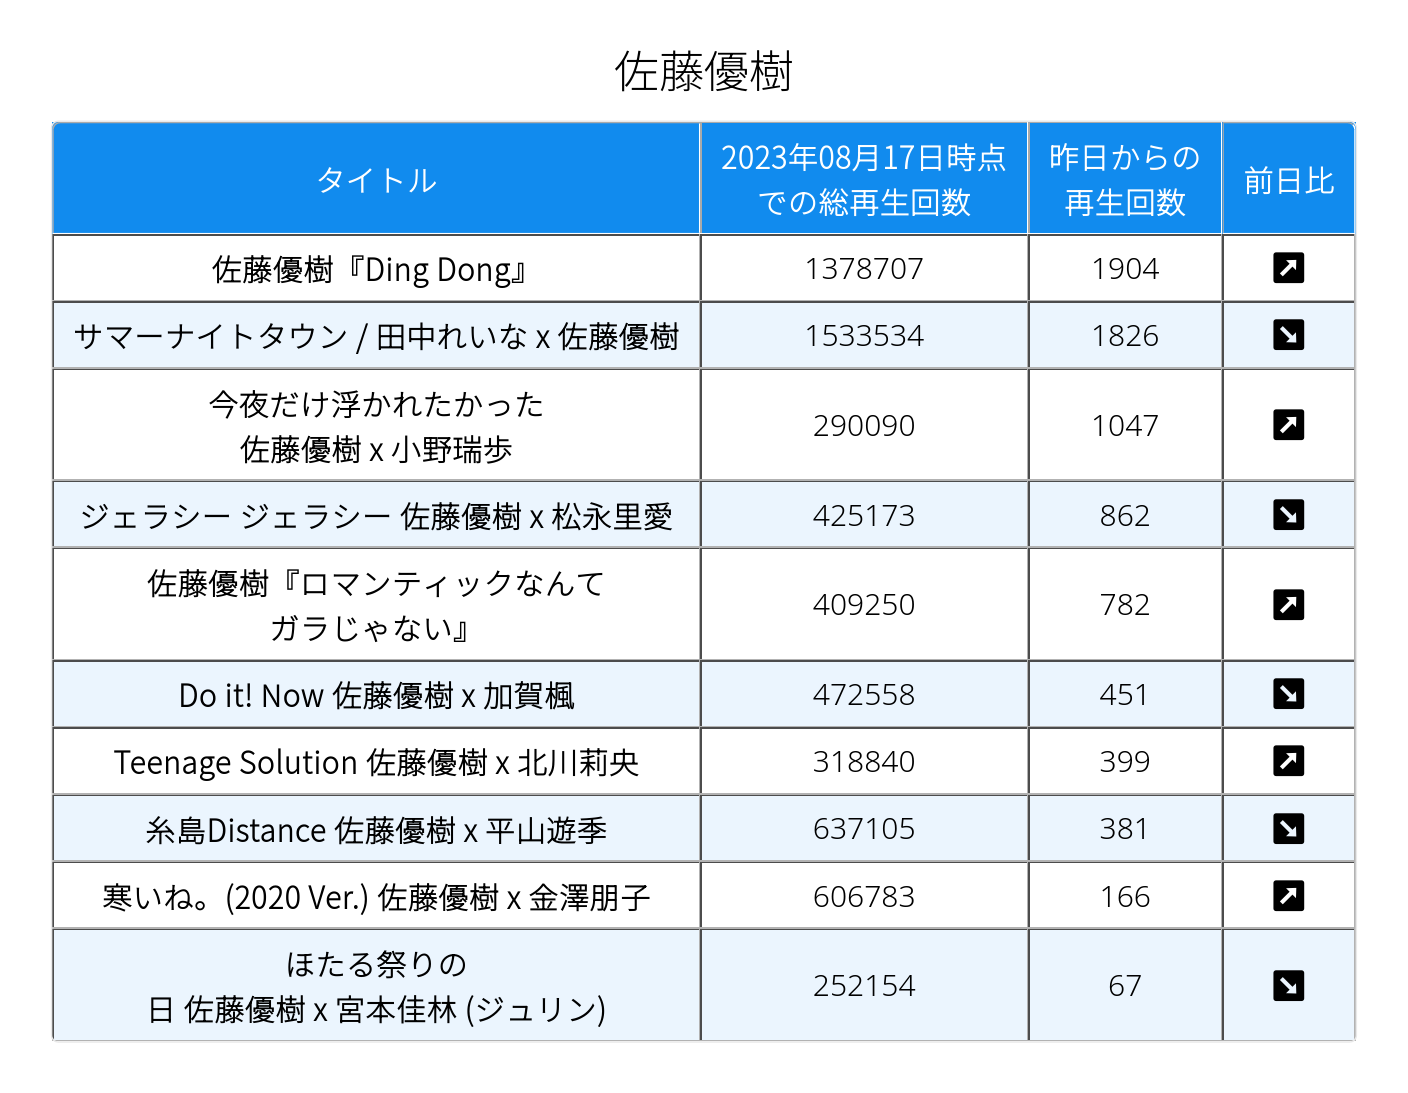 佐藤優樹
タイトル
2023年08月17日時点
での総再生回数
昨日からの
再生回数
前日比
佐藤優樹『Ding Dong』 1378707 1904 ↗
サマーナイトタウン / 田中れいな x 佐藤優樹 1533534 1826 ↘
今夜だけ浮かれたかった
佐藤優樹 x 小野瑞歩 290090 1047 ↗
ジェラシー ジェラシー 佐藤優樹 x 松永里愛 425173 862 ↘
佐藤優樹『ロマンティックなんて
ガラじゃない』 409250 782 ↗
Do it! Now 佐藤優樹 x 加賀楓 472558 451 ↘
Teenage Solution 佐藤優樹 x 北川莉央 318840 399 ↗
糸島Distance 佐藤優樹 x 平山遊季 637105 381 ↘
寒いね。(2020 Ver.) 佐藤優樹 x 金澤朋子 606783 166 ↗
ほたる祭りの
日 佐藤優樹 x 宮本佳林 (ジュリン) 252154 67 ↘